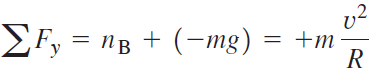 ∑F_y = n_B + (−mg) = +m v²/R